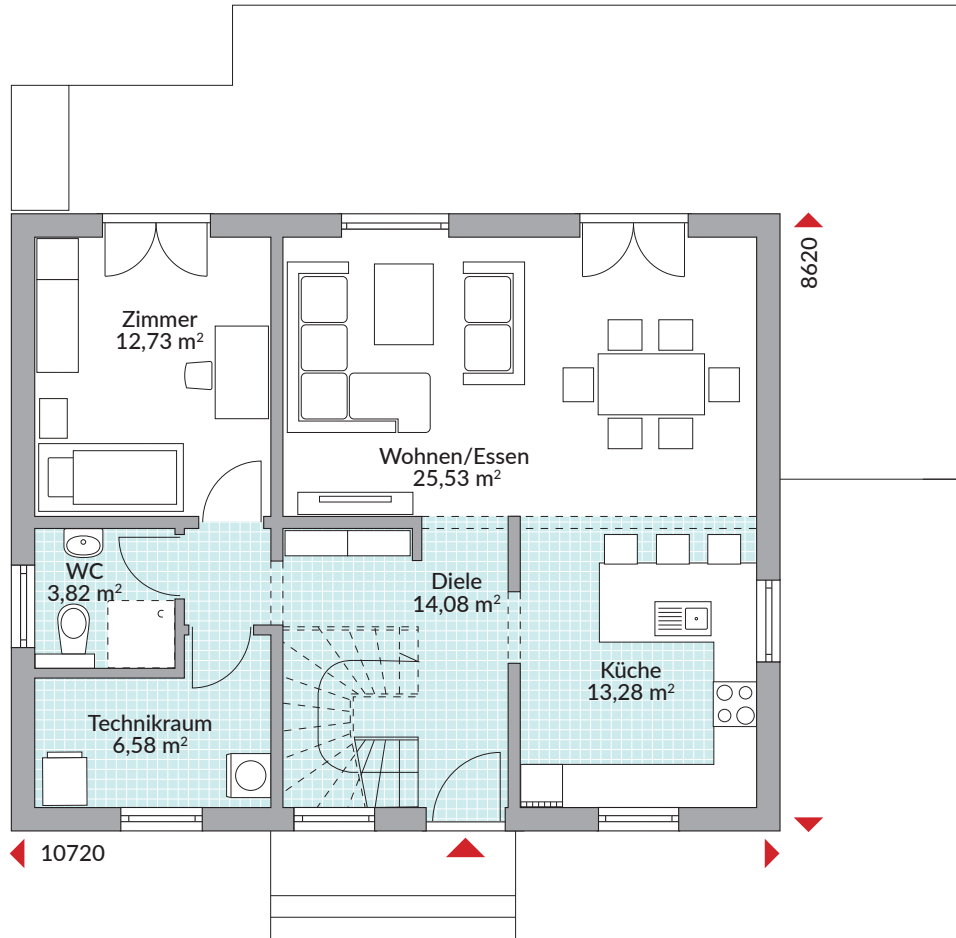 8620
Zimmer
12,73 m²
Wohnen/Essen
25,53 m²
WC
3,82 m²
Diele
14,08 m²
Küche
13,28 m²
Technikraum
6,58 m²
10720